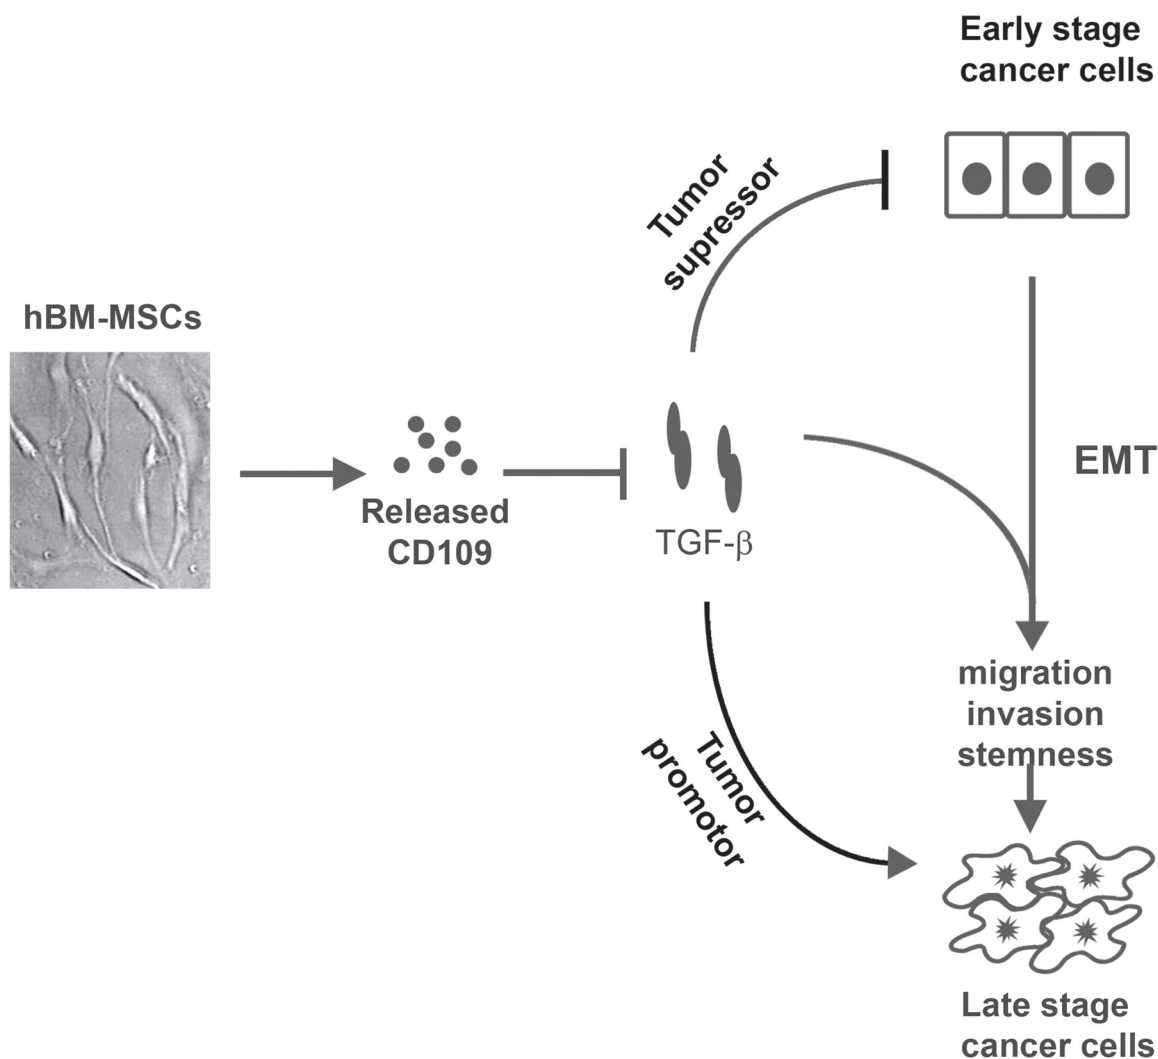 Early stage
cancer cells
Tumor
supressor
hBM-MSCs
EMT
Released
CD109
TGF-β
migration
invasion
stemness
Tumor
promotor
Late stage
cancer cells